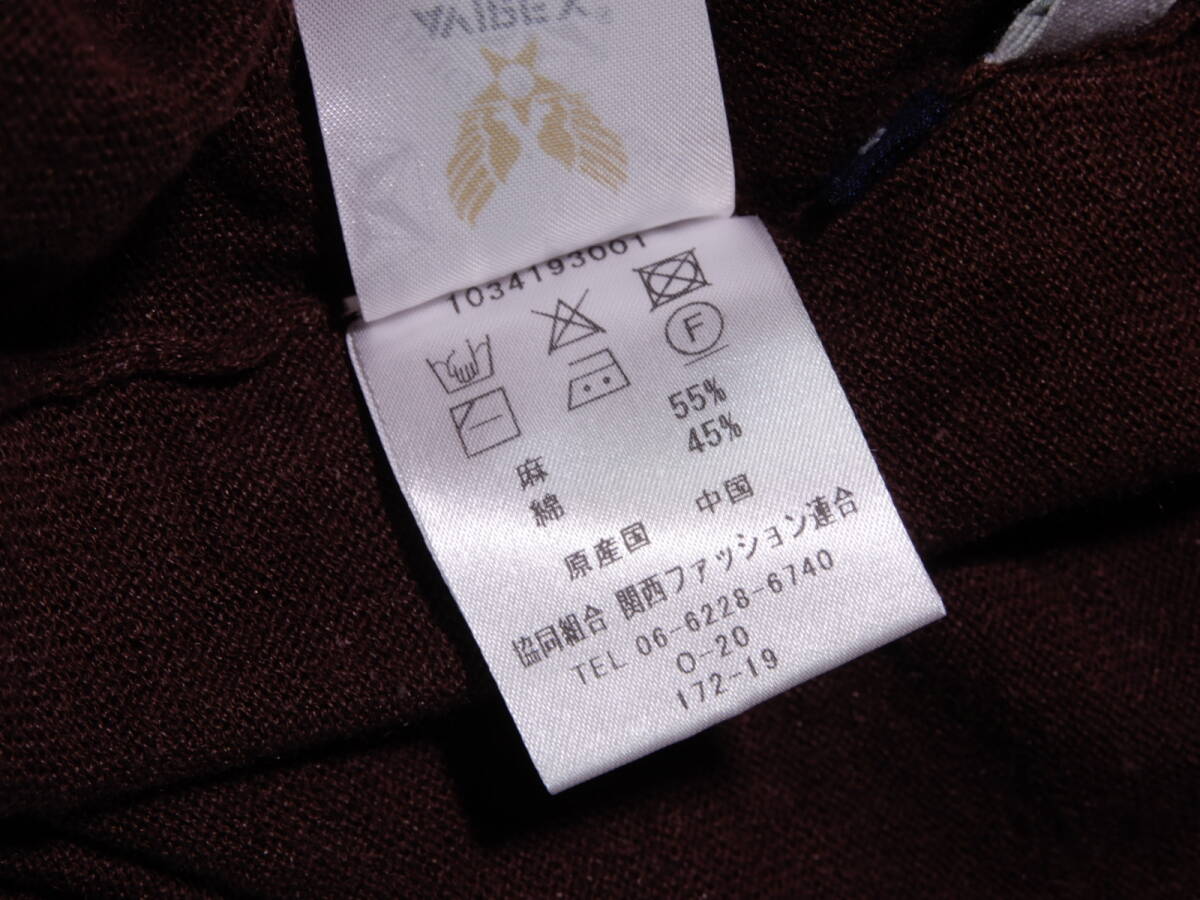 1034193001
F
麻 55%
綿 45%
原産国 中国
協同組合 関西ファッション連合
TEL 06-6228-6740
O-20
172-19